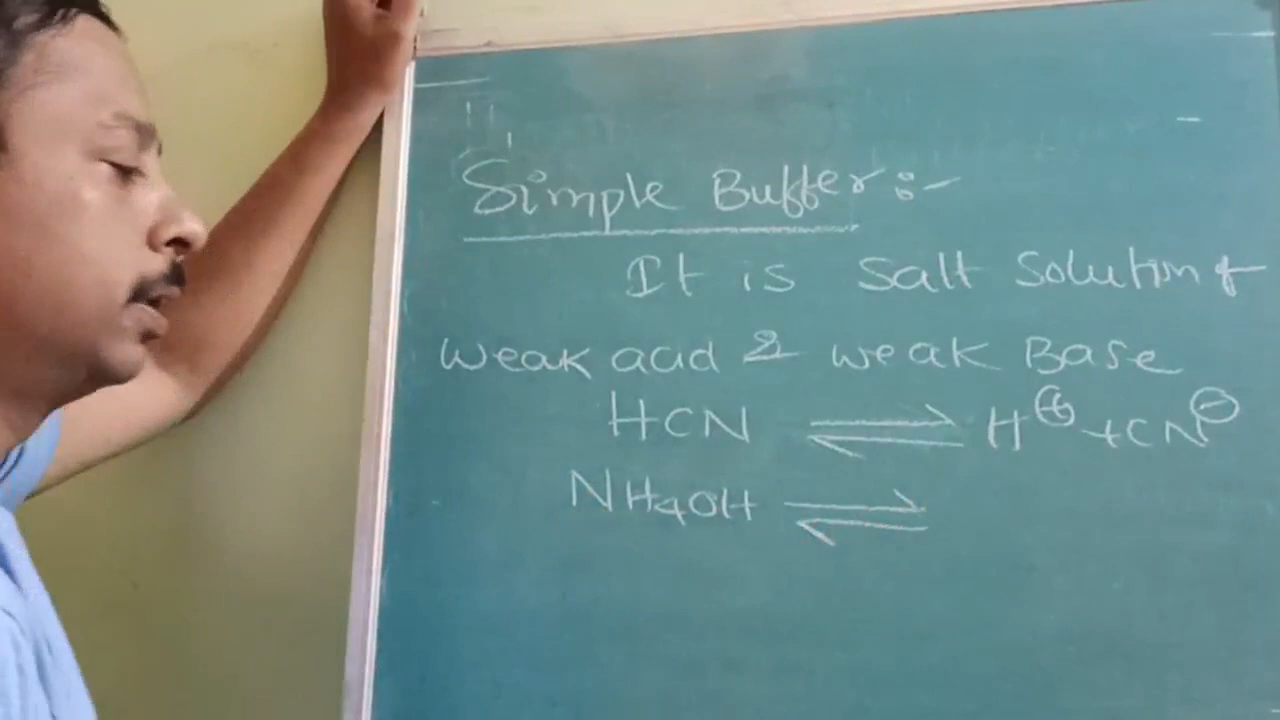 Simple Buffer :-
It is salt solution of
weak acid & weak Base
HCN ⇌ H⊕ + CN⊖
NH4OH ⇌